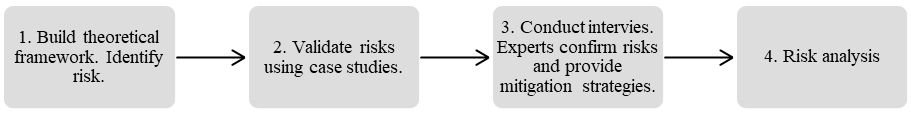 1. Build theoretical
framework. Identify
risk.
2. Validate risks
using case studies.
3. Conduct intervies.
Experts confirm risks
and provide
mitigation strategies.
4. Risk analysis